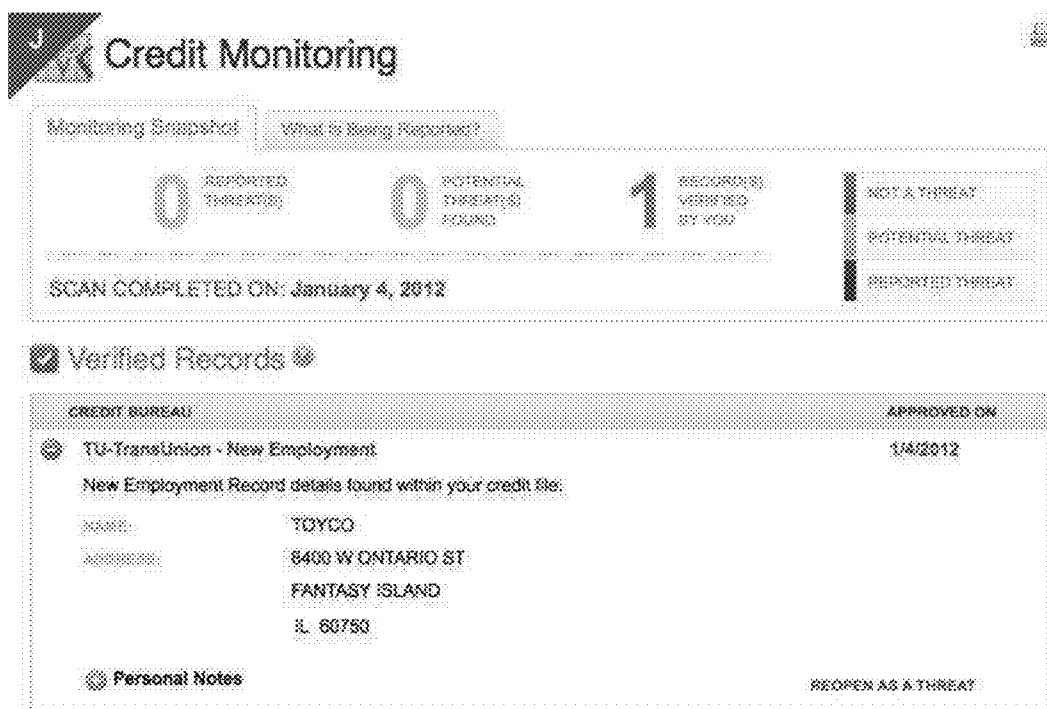 J
Credit Monitoring
Monitoring Snapshot
What Is Being Reported?
0 REPORTED
THREAT(S)
0 POTENTIAL
THREAT(S)
FOUND
1 RECORD(S)
VERIFIED
BY YOU
NOT A THREAT
POTENTIAL THREAT
REPORTED THREAT
SCAN COMPLETED ON: January 4, 2012
Verified Records
CREDIT BUREAU APPROVED ON
TU-TransUnion - New Employment 1/4/2012
New Employment Record details found within your credit file:
NAME: TOYCO
ADDRESS: 6400 W ONTARIO ST
FANTASY ISLAND
IL 60750
Personal Notes
REOPEN AS A THREAT